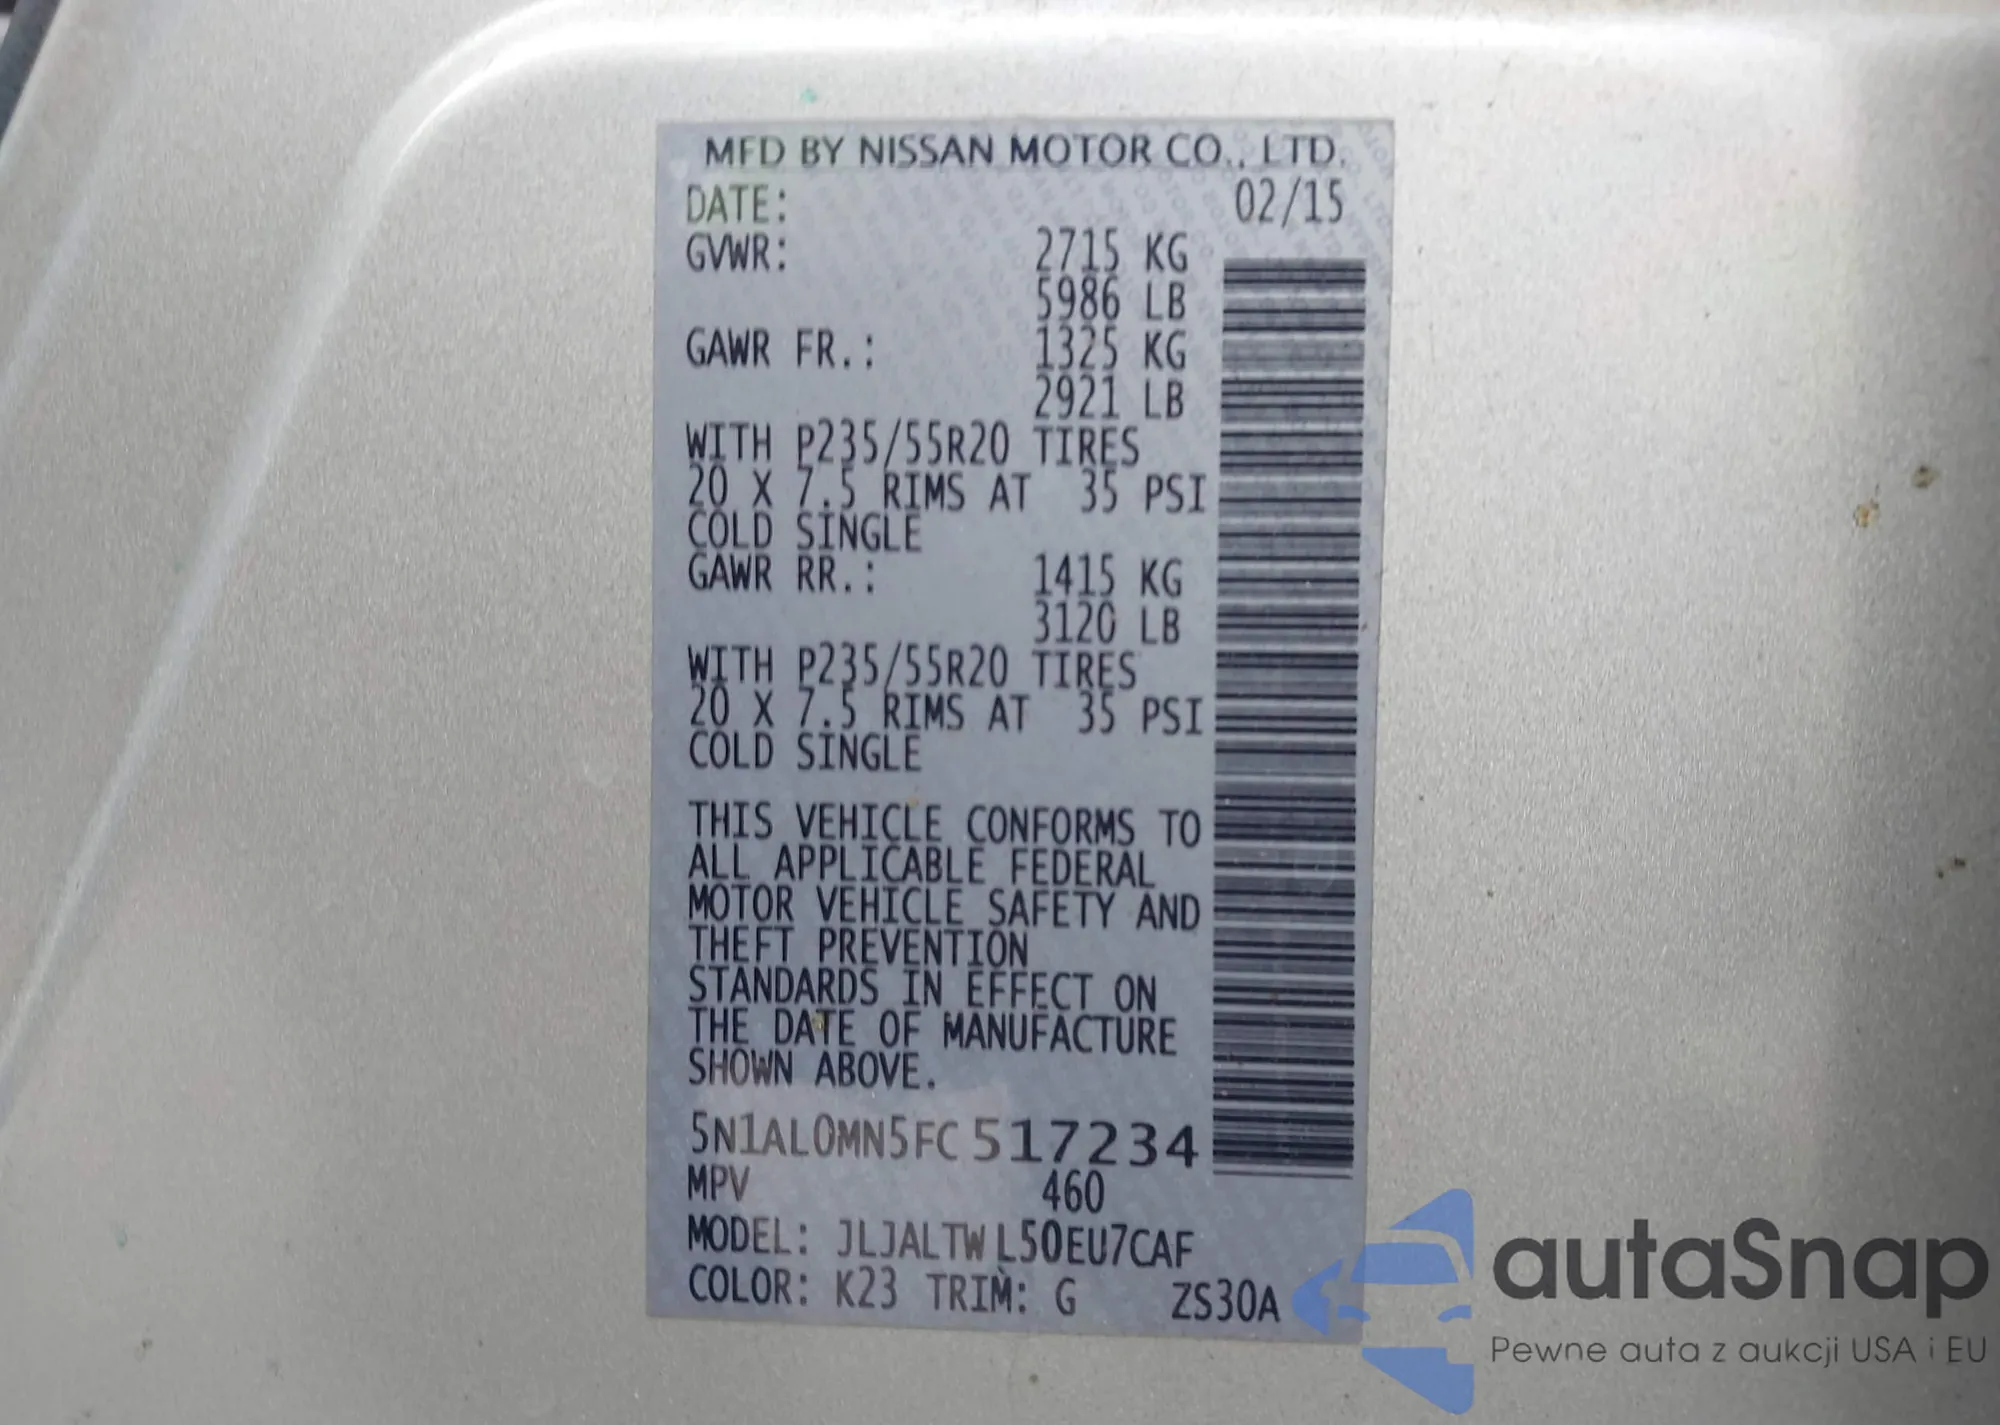 MFD BY NISSAN MOTOR CO., LTD.
DATE: 02/15
GVWR: 2715 KG
5986 LB
GAWR FR.: 1325 KG
2921 LB
WITH P235/55R20 TIRES
20 X 7.5 RIMS AT 35 PSI
COLD SINGLE
GAWR RR.: 1415 KG
3120 LB
WITH P235/55R20 TIRES
20 X 7.5 RIMS AT 35 PSI
COLD SINGLE
THIS VEHICLE CONFORMS TO
ALL APPLICABLE FEDERAL
MOTOR VEHICLE SAFETY AND
THEFT PREVENTION
STANDARDS IN EFFECT ON
THE DATE OF MANUFACTURE
SHOWN ABOVE.
5N1AL0MN5FC517234
MPV 460
MODEL: JLJALTWL50EU7CAF
COLOR: K23 TRIM: G ZS30A
autaSnap
Pewne auta z aukcji USA i EU